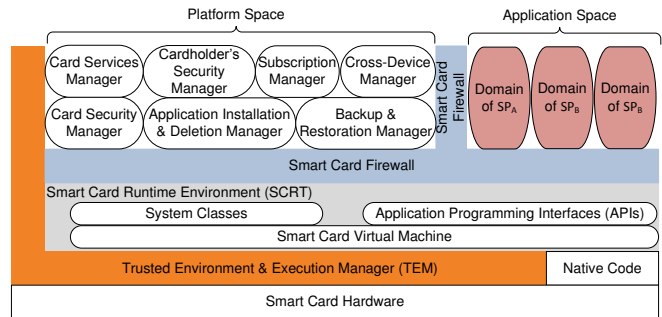 Platform Space
Application Space
Card Services
Manager
Cardholder's
Security
Manager
Subscription
Manager
Cross-Device
Manager
Card Security
Manager
Application Installation
& Deletion Manager
Backup &
Restoration Manager
Smart Card
Firewall
Domain
of SPA
Domain
of SPB
Domain
of SPB
Smart Card Firewall
Smart Card Runtime Environment (SCRT)
System Classes
Application Programming Interfaces (APIs)
Smart Card Virtual Machine
Trusted Environment & Execution Manager (TEM)
Native Code
Smart Card Hardware